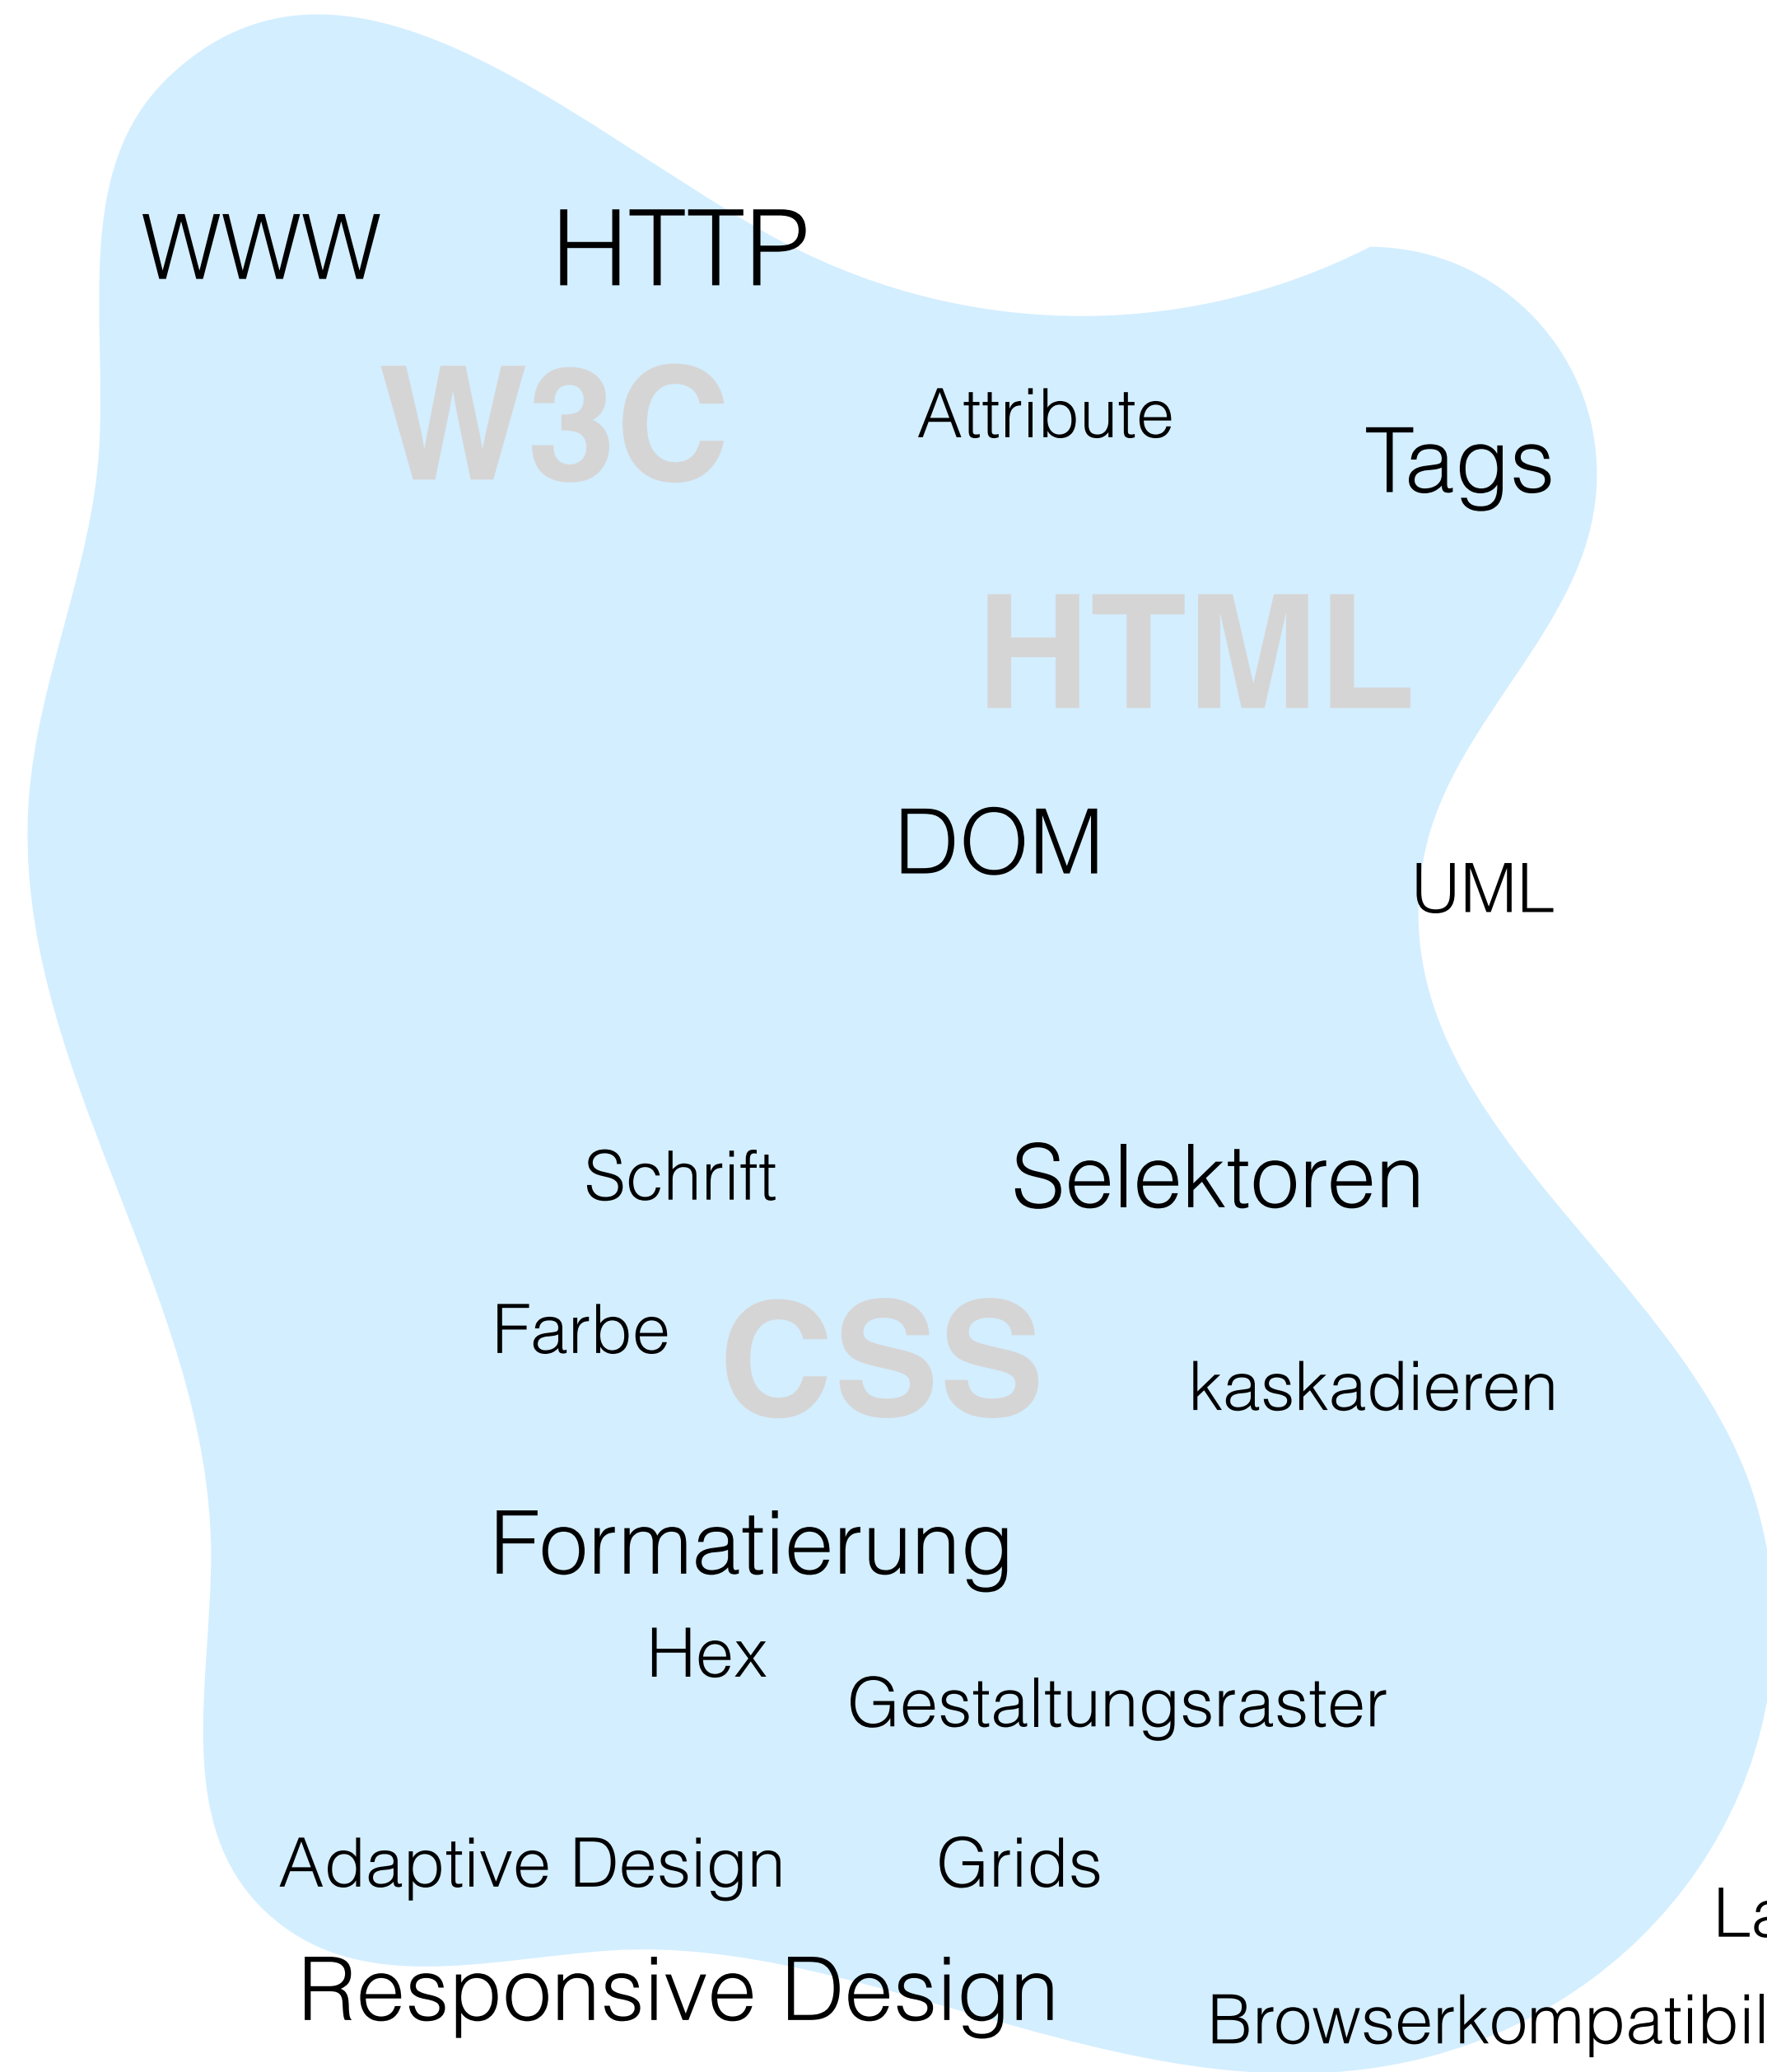 WWW
HTTP
W3C
Attribute
Tags
HTML
DOM
UML
Schrift
Selektoren
Farbe
CSS
kaskadieren
Formatierung
Hex
Gestaltungsraster
Adaptive Design
Grids
Responsive Design